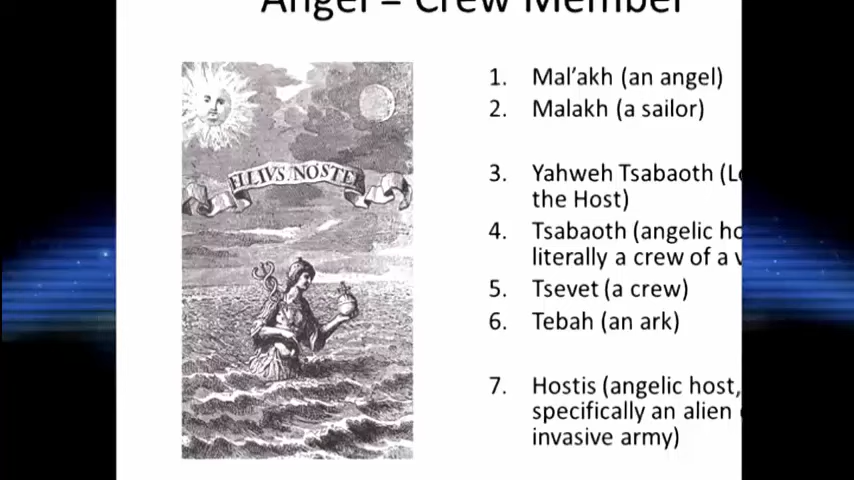 Angel = Crew Member
1. Mal'akh (an angel)
2. Malakh (a sailor)
3. Yahweh Tsabaoth (L
the Host)
4. Tsabaoth (angelic ho
literally a crew of a v
5. Tsevet (a crew)
6. Tebah (an ark)
7. Hostis (angelic host,
specifically an alien
invasive army)
FILIVS NOSTE